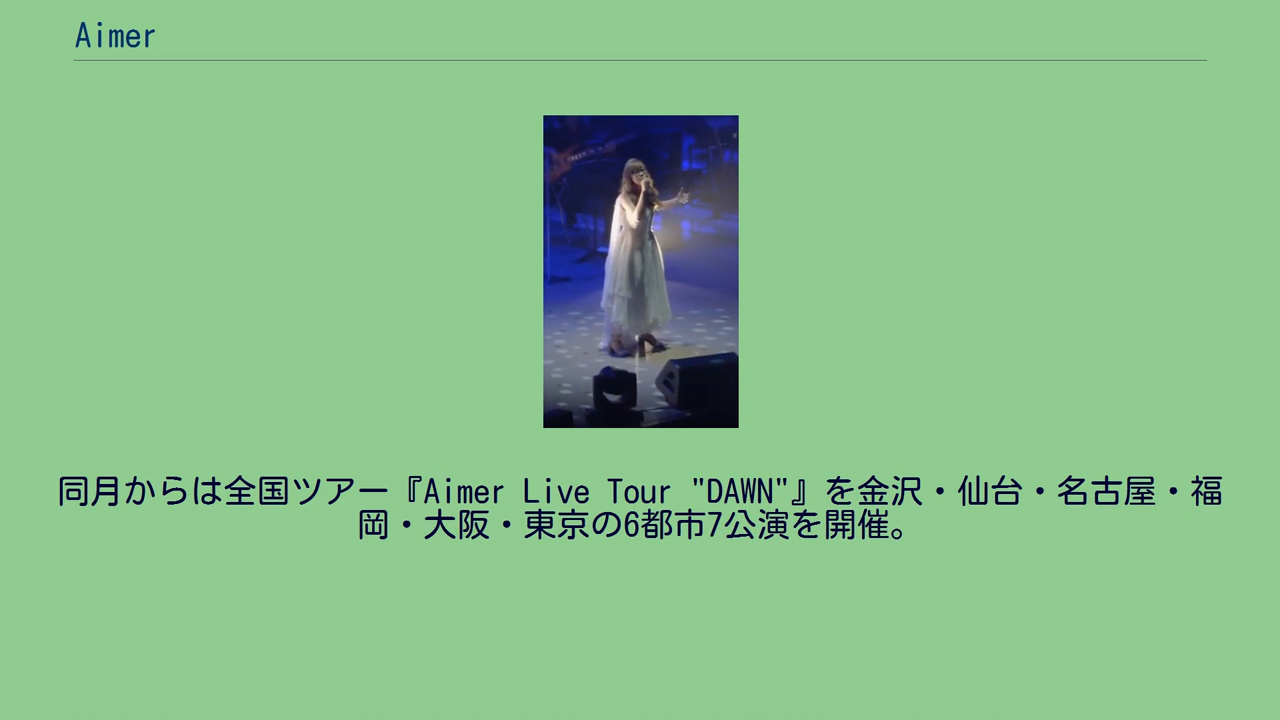 Aimer
同月からは全国ツアー『Aimer Live Tour "DAWN"』を金沢・仙台・名古屋・福
岡・大阪・東京の6都市7公演を開催。